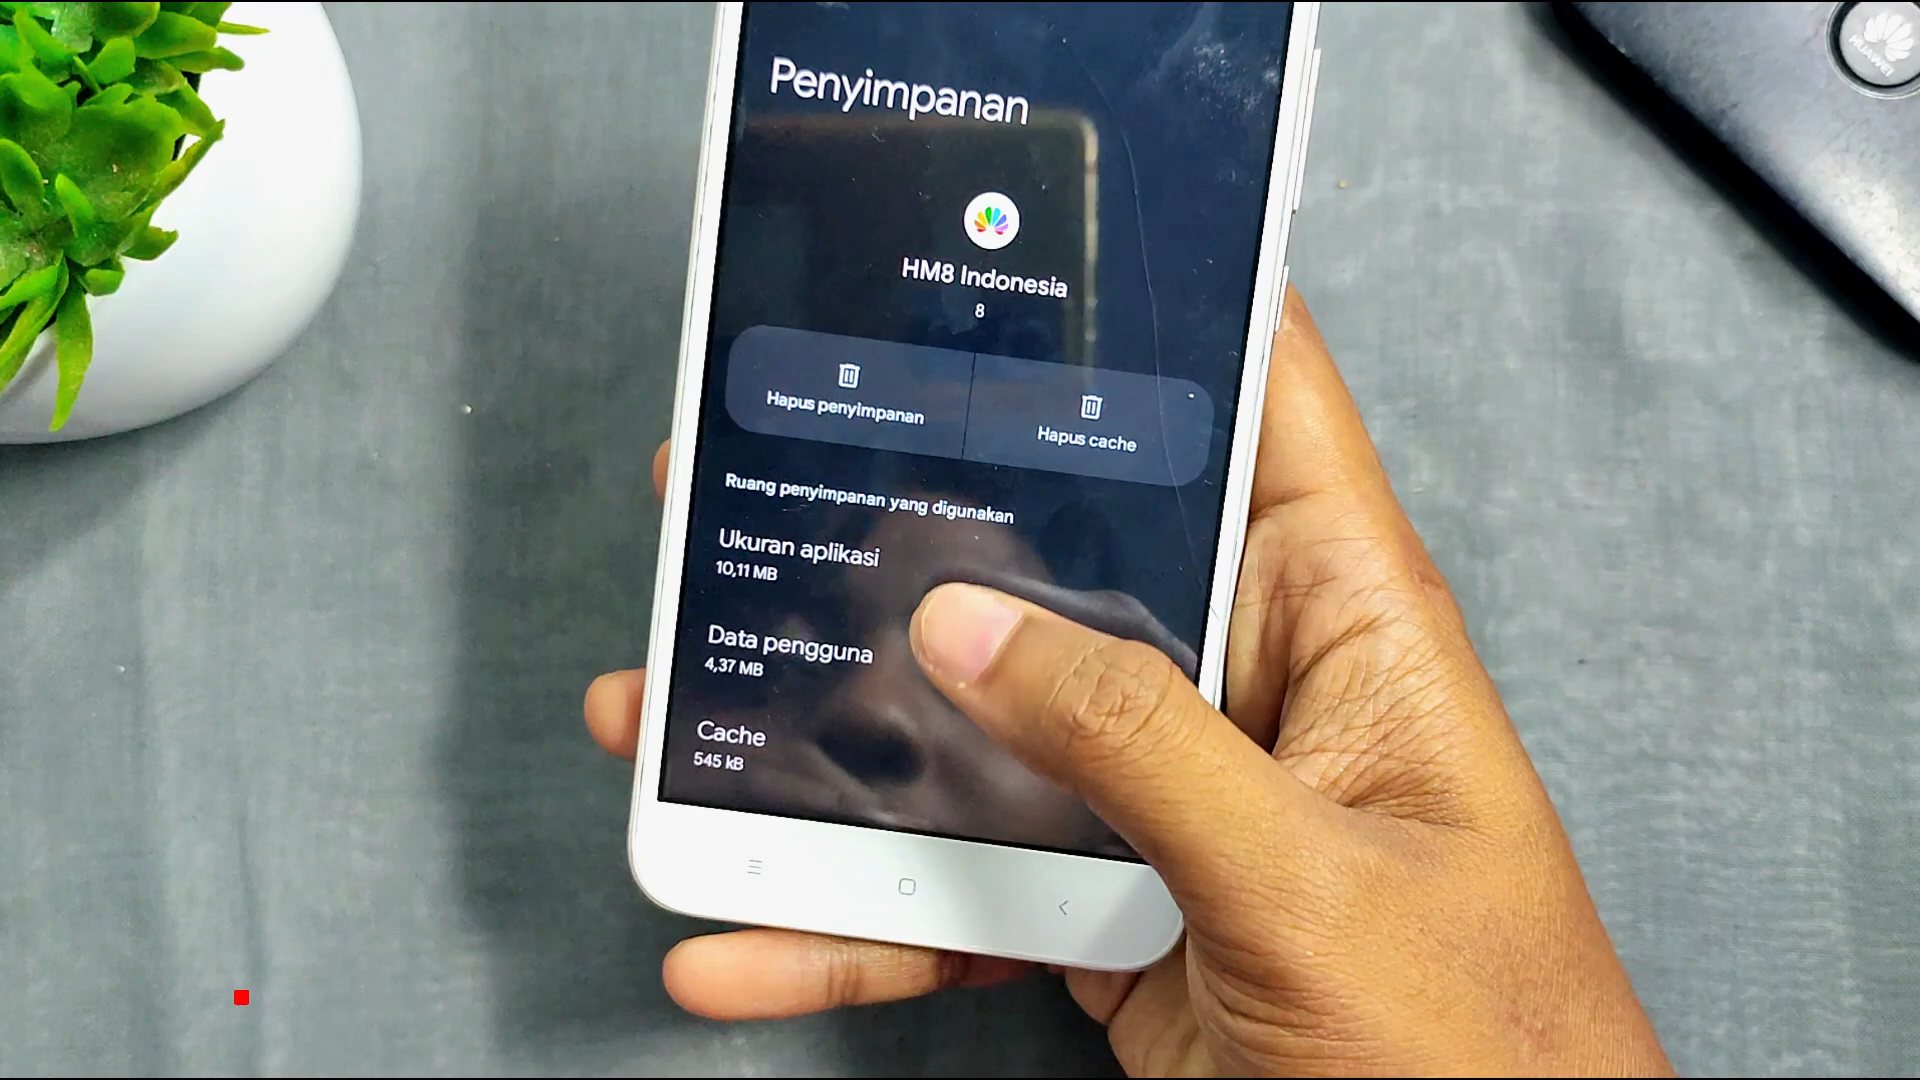 HUAWEI
Penyimpanan
HM8 Indonesia
8
Hapus penyimpanan
Hapus cache
Ruang penyimpanan yang digunakan
Ukuran aplikasi
10,11 MB
Data pengguna
4,37 MB
Cache
545 kB